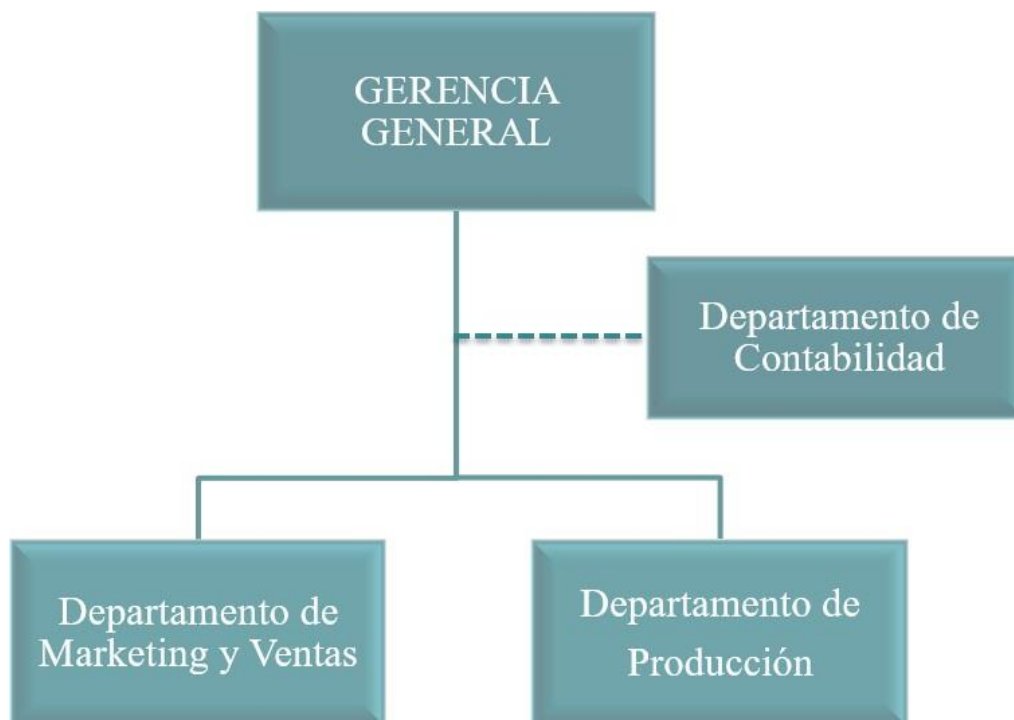 GERENCIA
GENERAL
Departamento de
Contabilidad
Departamento de
Marketing y Ventas
Departamento de
Producción